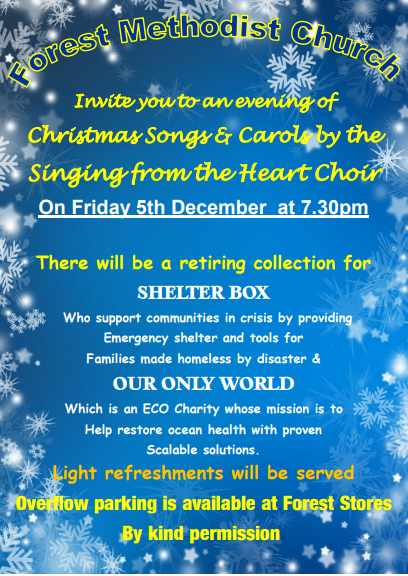 Forest Methodist Church
Invite you to an evening of
Christmas Songs & Carols by the
Singing from the Heart Choir
On Friday 5th December at 7.30pm
There will be a retiring collection for
SHELTER BOX
Who support communities in crisis by providing
Emergency shelter and tools for
Families made homeless by disaster &
OUR ONLY WORLD
Which is an ECO Charity whose mission is to
Help restore ocean health with proven
Scalable solutions.
Light refreshments will be served
Overflow parking is available at Forest Stores
By kind permission